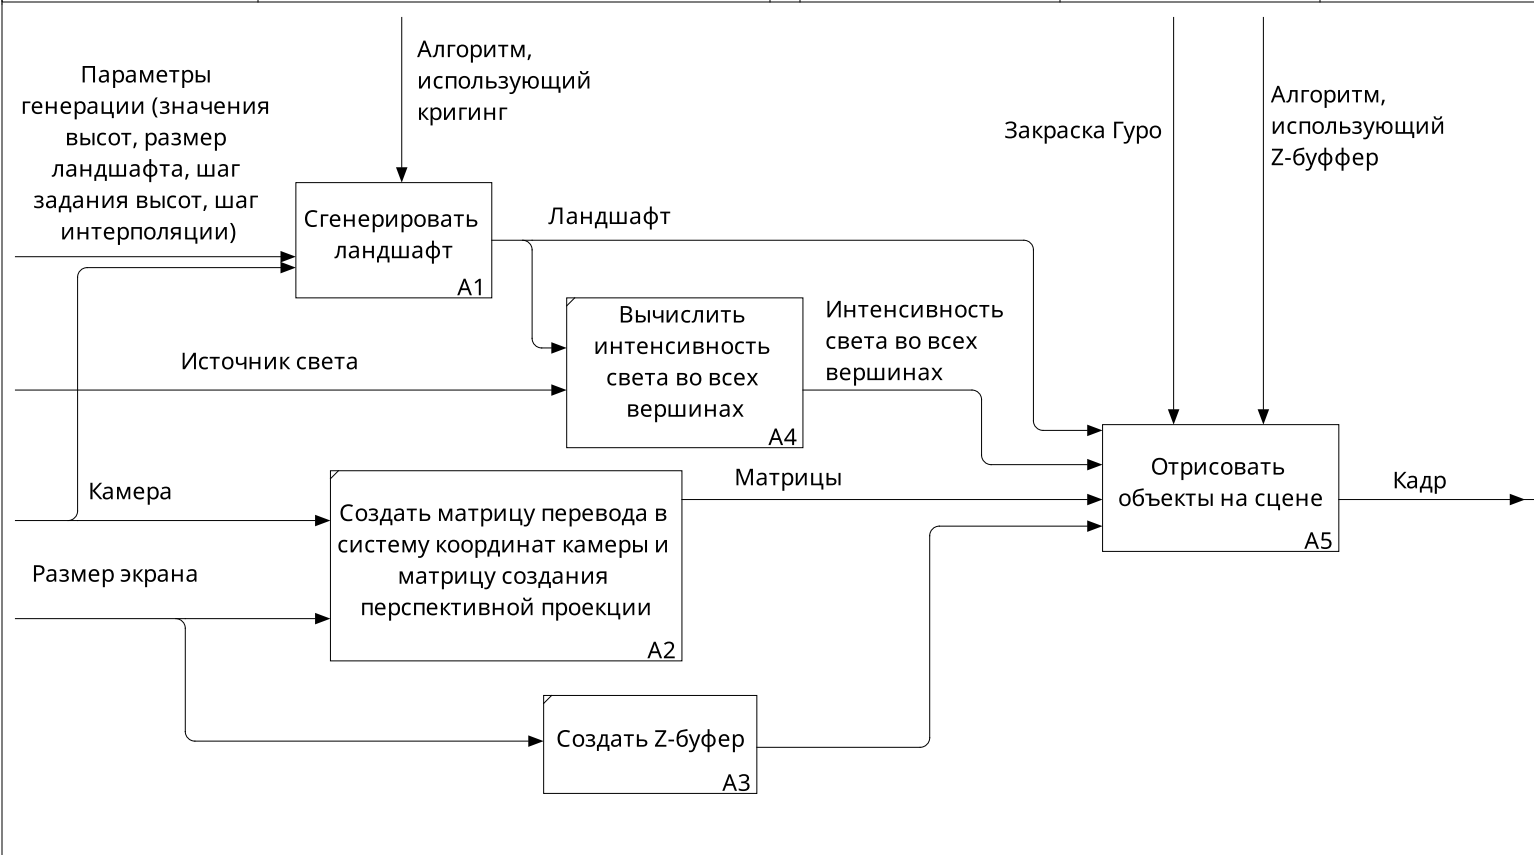 Параметры
генерации (значения
высот, размер
ландшафта, шаг
задания высот, шаг
интерполяции)
Алгоритм,
использующий
кригинг
Закраска Гуро
Алгоритм,
использующий
Z-буффер
Сгенерировать
ландшафт
A1
Ландшафт
Источник света
Вычислить
интенсивность
света во всех
вершинах
A4
Интенсивность
света во всех
вершинах
Камера
Размер экрана
Создать матрицу перевода в
систему координат камеры и
матрицу создания
перспективной проекции
A2
Матрицы
Отрисовать
объекты на сцене
A5
Кадр
Создать Z-буфер
A3